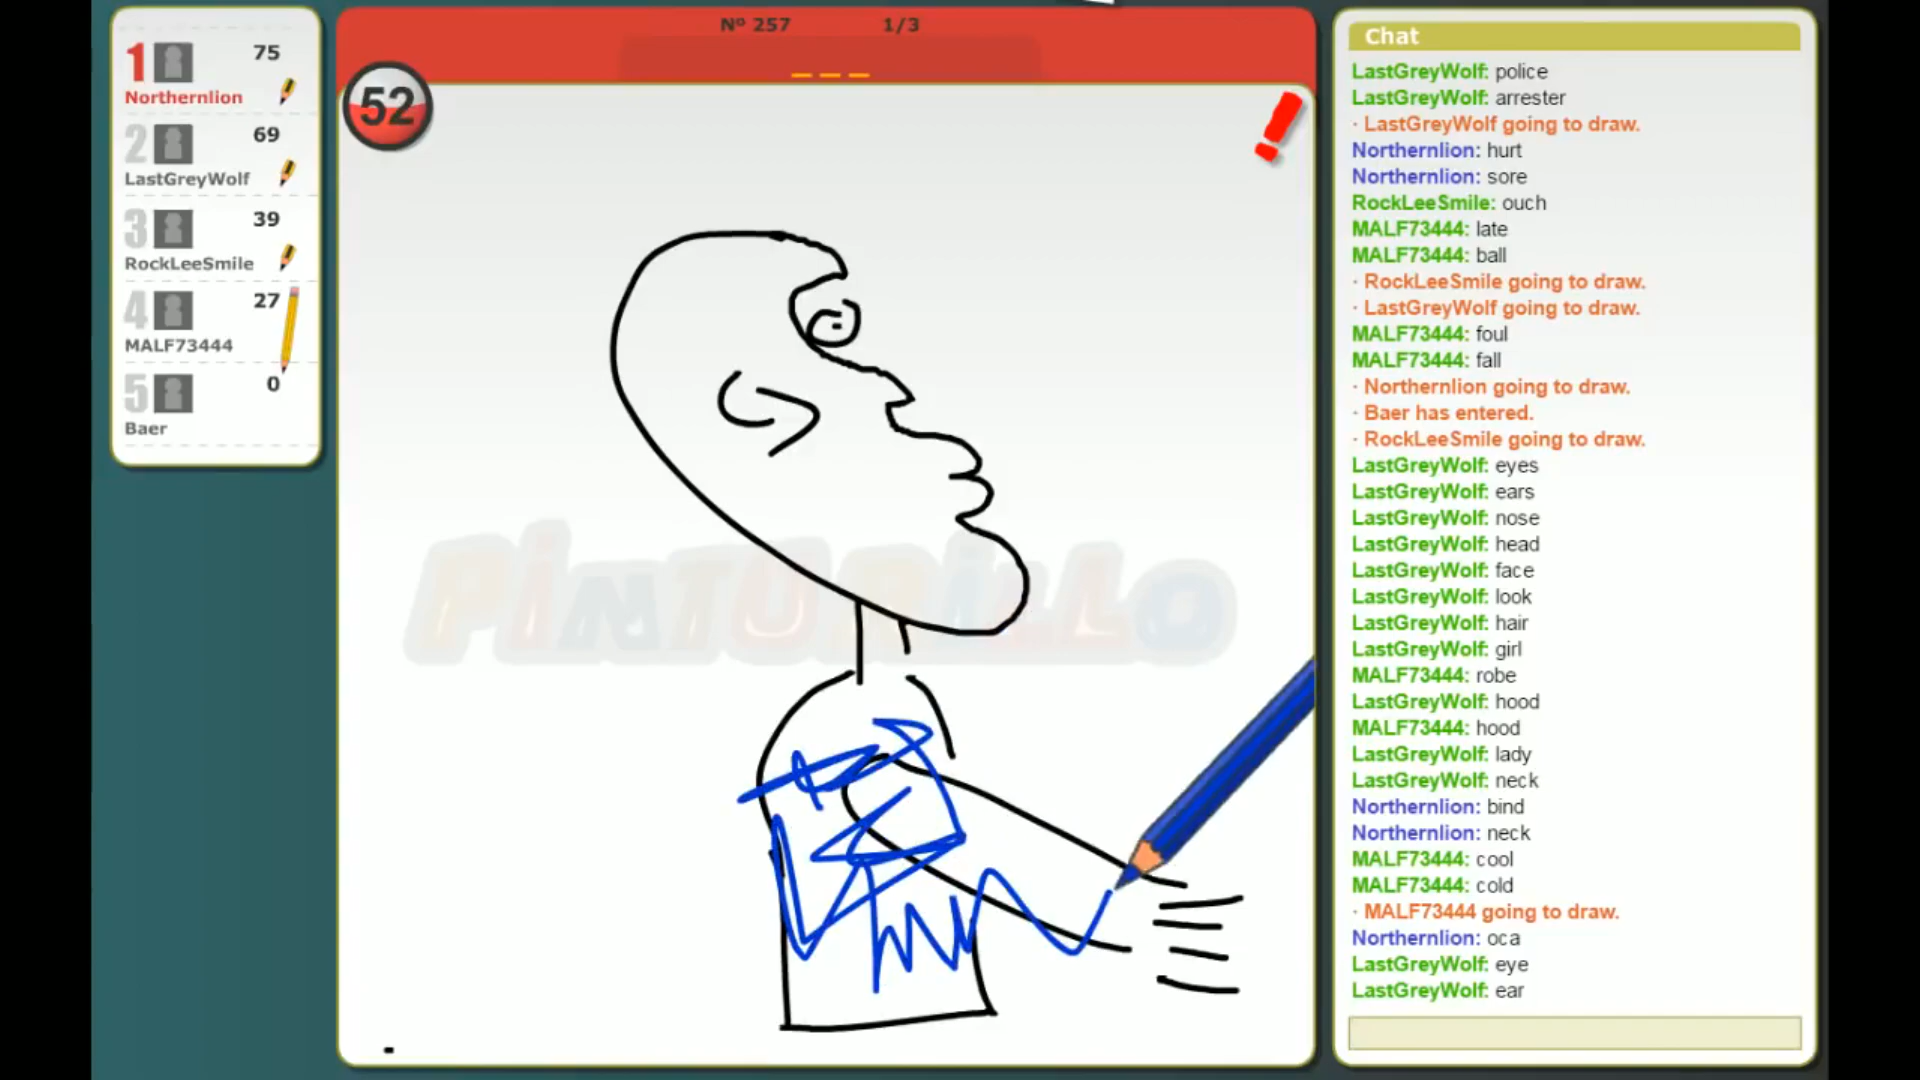 Nº 257 1/3
52
1 75
Northernlion
2 69
LastGreyWolf
3 39
RockLeeSmile
4 27
MALF73444
5 0
Baer
PiNTURiLLO
Chat
LastGreyWolf: police
LastGreyWolf: arrester
· LastGreyWolf going to draw.
Northernlion: hurt
Northernlion: sore
RockLeeSmile: ouch
MALF73444: late
MALF73444: ball
· RockLeeSmile going to draw.
· LastGreyWolf going to draw.
MALF73444: foul
MALF73444: fall
· Northernlion going to draw.
· Baer has entered.
· RockLeeSmile going to draw.
LastGreyWolf: eyes
LastGreyWolf: ears
LastGreyWolf: nose
LastGreyWolf: head
LastGreyWolf: face
LastGreyWolf: look
LastGreyWolf: hair
LastGreyWolf: girl
MALF73444: robe
LastGreyWolf: hood
MALF73444: hood
LastGreyWolf: lady
LastGreyWolf: neck
Northernlion: bind
Northernlion: neck
MALF73444: cool
MALF73444: cold
· MALF73444 going to draw.
Northernlion: oca
LastGreyWolf: eye
LastGreyWolf: ear